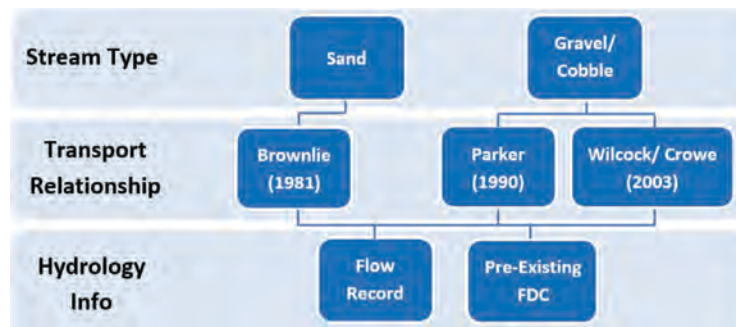 Stream Type
Sand
Gravel/
Cobble
Transport
Relationship
Brownlie
(1981)
Parker
(1990)
Wilcock/ Crowe
(2003)
Hydrology
Info
Flow
Record
Pre-Existing
FDC